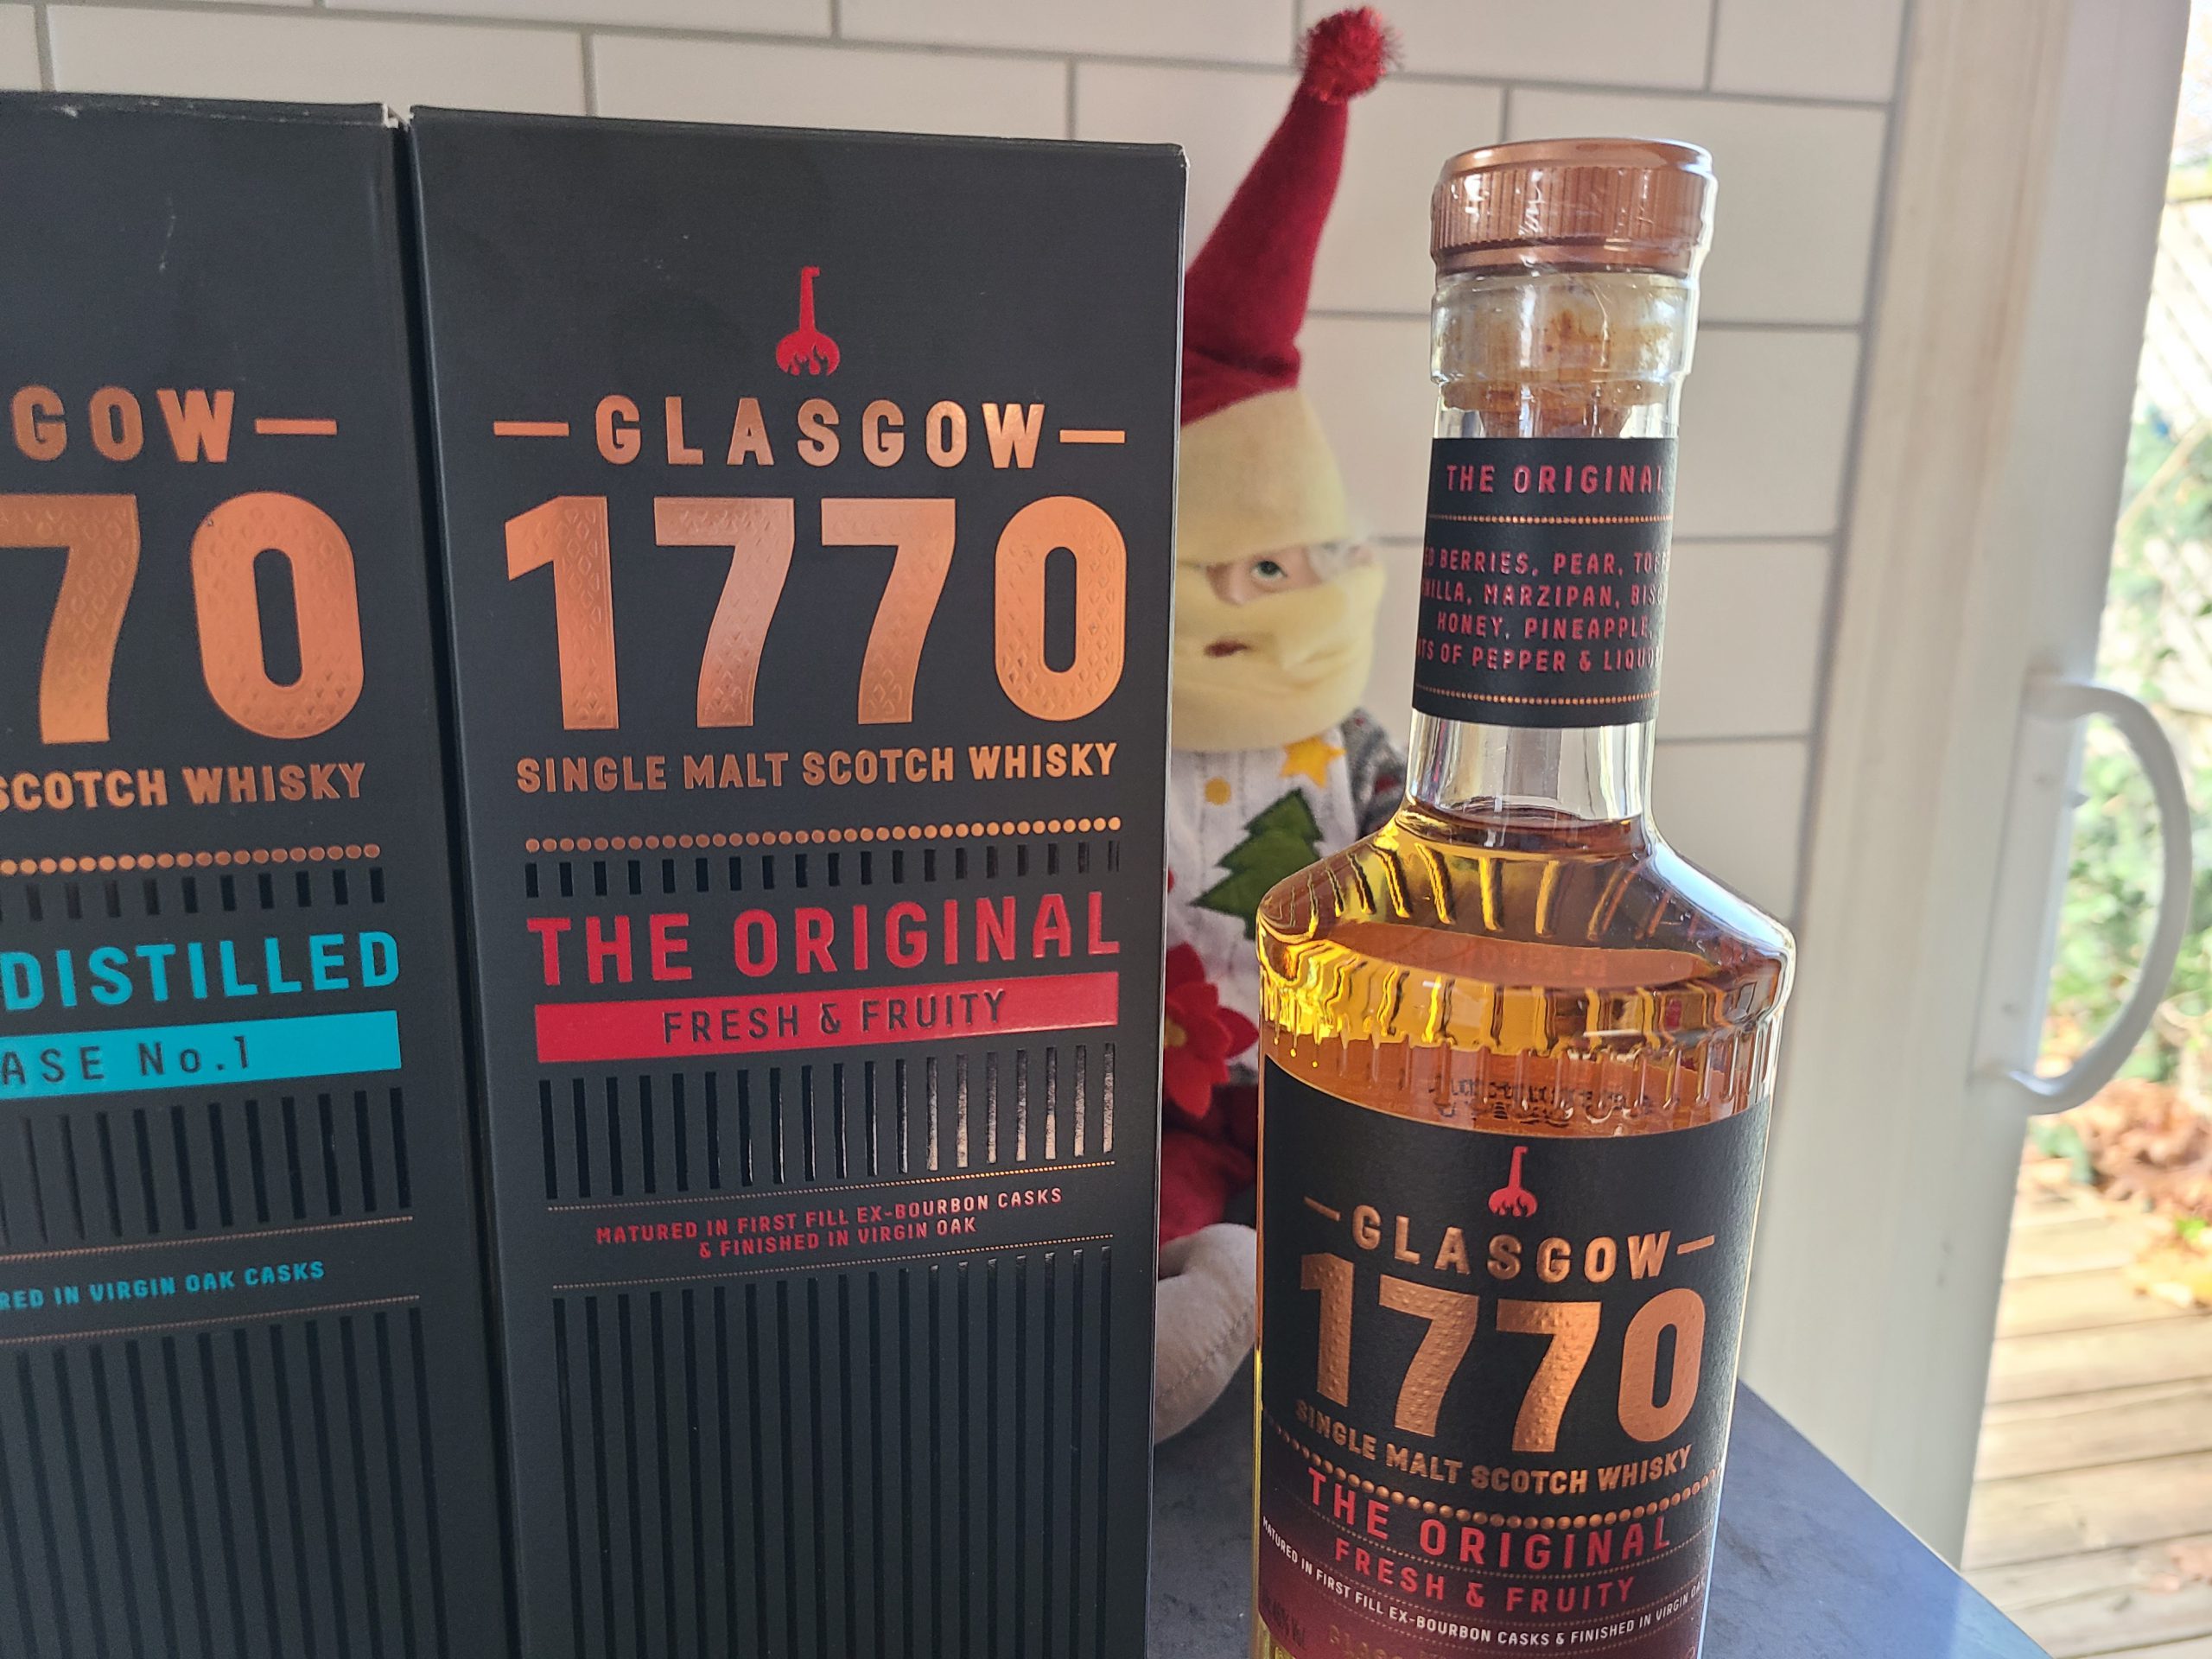 GOW
70
SCOTCH WHISKY
DISTILLED
ASE No.1
RED IN VIRGIN OAK CASKS
GLASGOW
1770
SINGLE MALT SCOTCH WHISKY
THE ORIGINAL
FRESH & FRUITY
MATURED IN FIRST FILL EX-BOURBON CASKS
& FINISHED IN VIRGIN OAK
THE ORIGINAL
BERRIES, PEAR,
MARZIPAN,
HONEY, PINEAPPLE,
OF PEPPER &
GLASGOW
1770
SINGLE MALT SCOTCH WHISKY
THE ORIGINAL
FRESH & FRUITY
MATURED IN FIRST FILL EX-BOURBON CASKS & FINISHED IN VIRGIN OAK